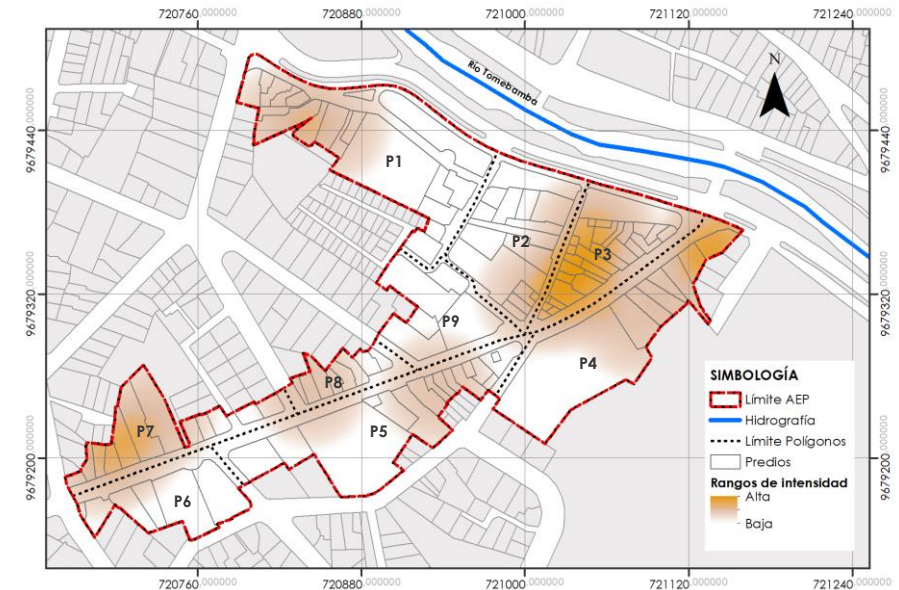 720760.000000 720880.000000 721000.000000 721120.000000 721240.000000
Río Tomebamba
N
9679440.000000 9679440.000000
P1
P2
P3
9679320.000000 9679320.000000
P9
P4
P8
P7
P5
P6
9679200.000000 9679200.000000
SIMBOLOGÍA
Límite AEP
Hidrografía
Límite Polígonos
Predios
Rangos de intensidad
Alta
Baja
720760.000000 720880.000000 721000.000000 721120.000000 721240.000000